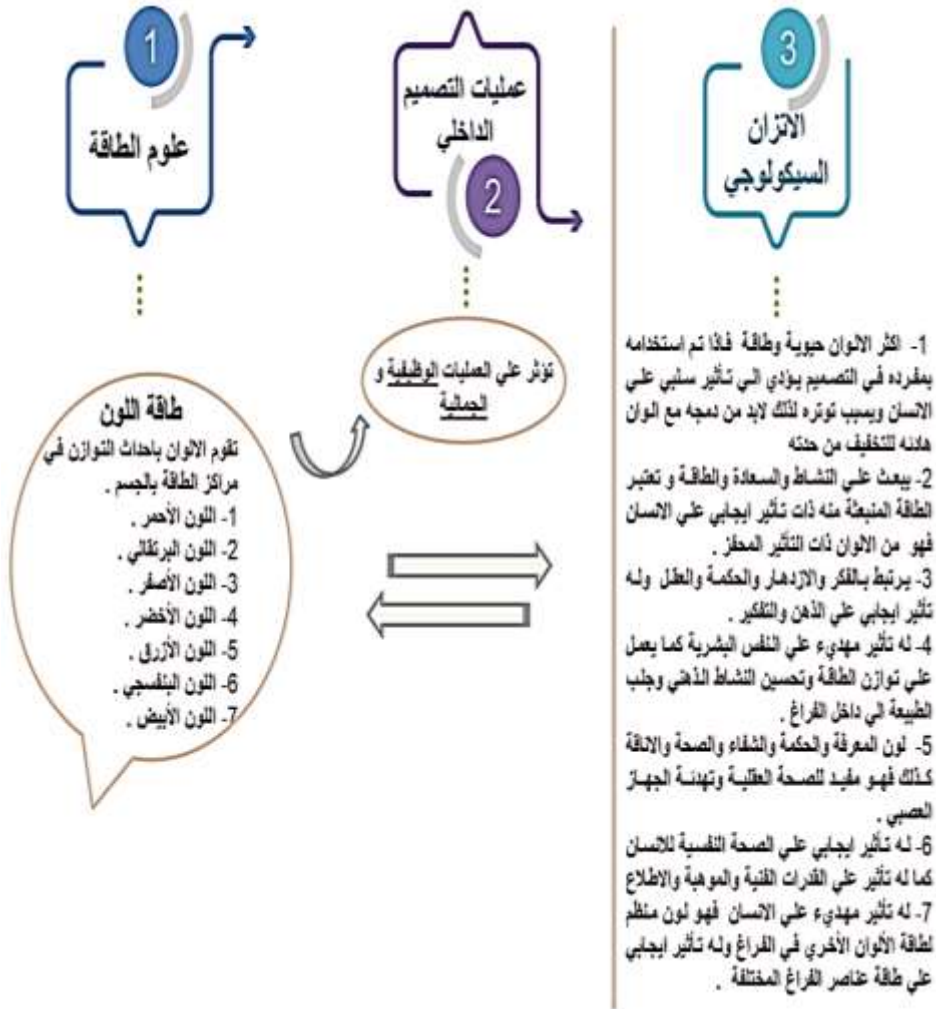 1
علوم الطاقة
طاقة اللون
تقوم الالوان باحداث التوازن في
مراكز الطاقة بالجسم .
1- اللون الأحمر .
2- اللون البرتقالي .
3- اللون الأصفر .
4- اللون الأخضر .
5- اللون الأزرق .
6- اللون البنفسجي .
7- اللون الأبيض .
عمليات التصميم
الداخلي
2
تؤثر علي العمليات الوظيفية و
الجمالية
3
الاتزان
السيكولوجي
1- اكثر الالوان حيوية وطاقة فاذا تم استخدامه
بمفرده في التصميم يؤدي الي تأثير سلبي علي
الانسان ويسبب توتره لذلك لابد من دمجه مع الوان
هادئه للتخفيف من حدته
2- يبعث علي النشاط والسعادة والطاقة و تعتبر
الطاقة المنبعثة منه ذات تأثير ايجابي علي الانسان
فهو من الالوان ذات التأثير المحفز .
3- يرتبط بالفكر والازدهار والحكمة والعقل وله
تأثير ايجابي علي الذهن والتفكير .
4- له تأثير مهديء علي النفس البشرية كما يعمل
علي توازن الطاقة وتحسين النشاط الذهني وجلب
الطبيعة الي داخل الفراغ .
5- لون المعرفة والحكمة والشفاء والصحة والاناقة
كذلك فهو مفيد للصحة العقلية وتهدئة الجهاز
العصبي .
6- له تأثير ايجابي علي الصحة النفسية للانسان
كما له تأثير علي القدرات الفنية والموهبة والاطلاع
7- له تأثير مهديء علي الانسان فهو لون منظم
لطاقة الألوان الأخري في الفراغ وله تأثير ايجابي
علي طاقة عناصر الفراغ المختلفة .